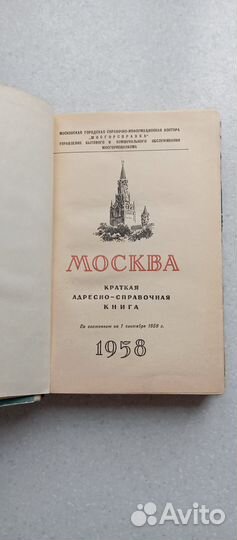 МОСКОВСКАЯ ГОРОДСКАЯ СПРАВОЧНО-ИНФОРМАЦИОННАЯ КОНТОРА
„МОСГОРСПРАВКА"
УПРАВЛЕНИЯ БЫТОВОГО И КОММУНАЛЬНОГО ОБСЛУЖИВАНИЯ
МОСГОРИСПОЛКОМА
МОСКВА
КРАТКАЯ
АДРЕСНО-СПРАВОЧНАЯ
КНИГА
По состоянию на 1 сентября 1958 г.
1958
Avito